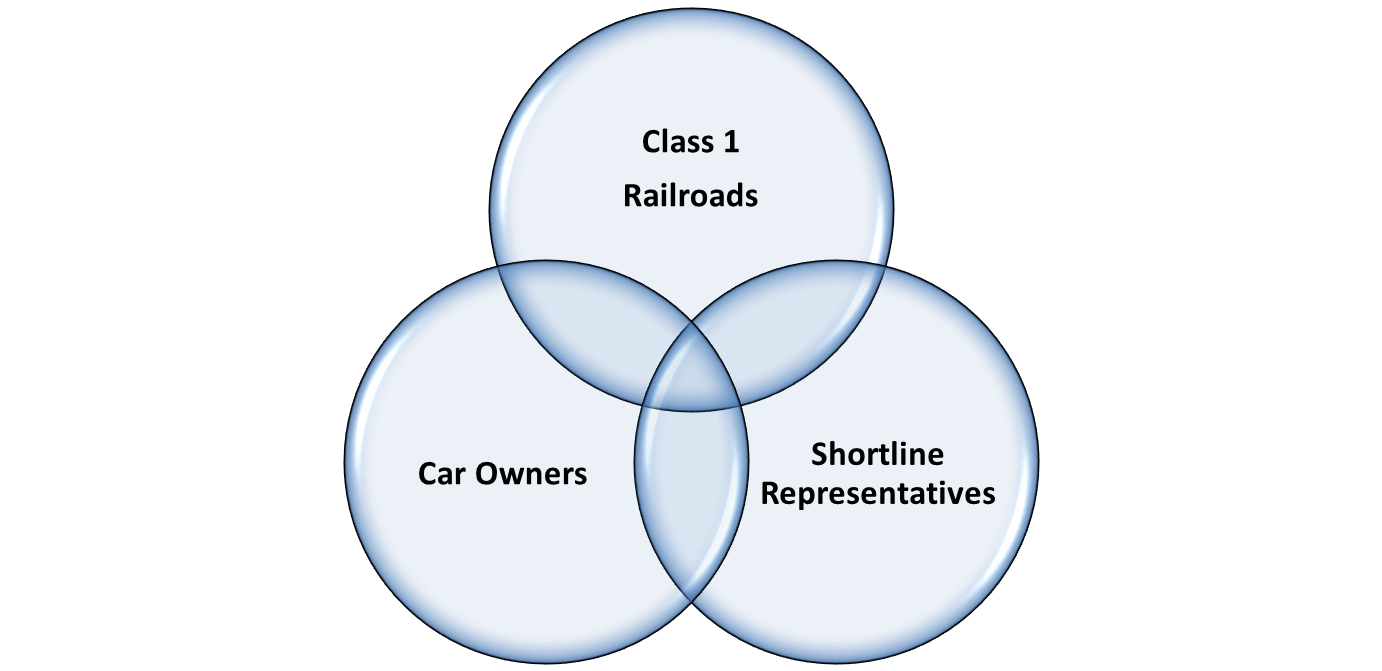 Class 1
Railroads
Car Owners
Shortline
Representatives